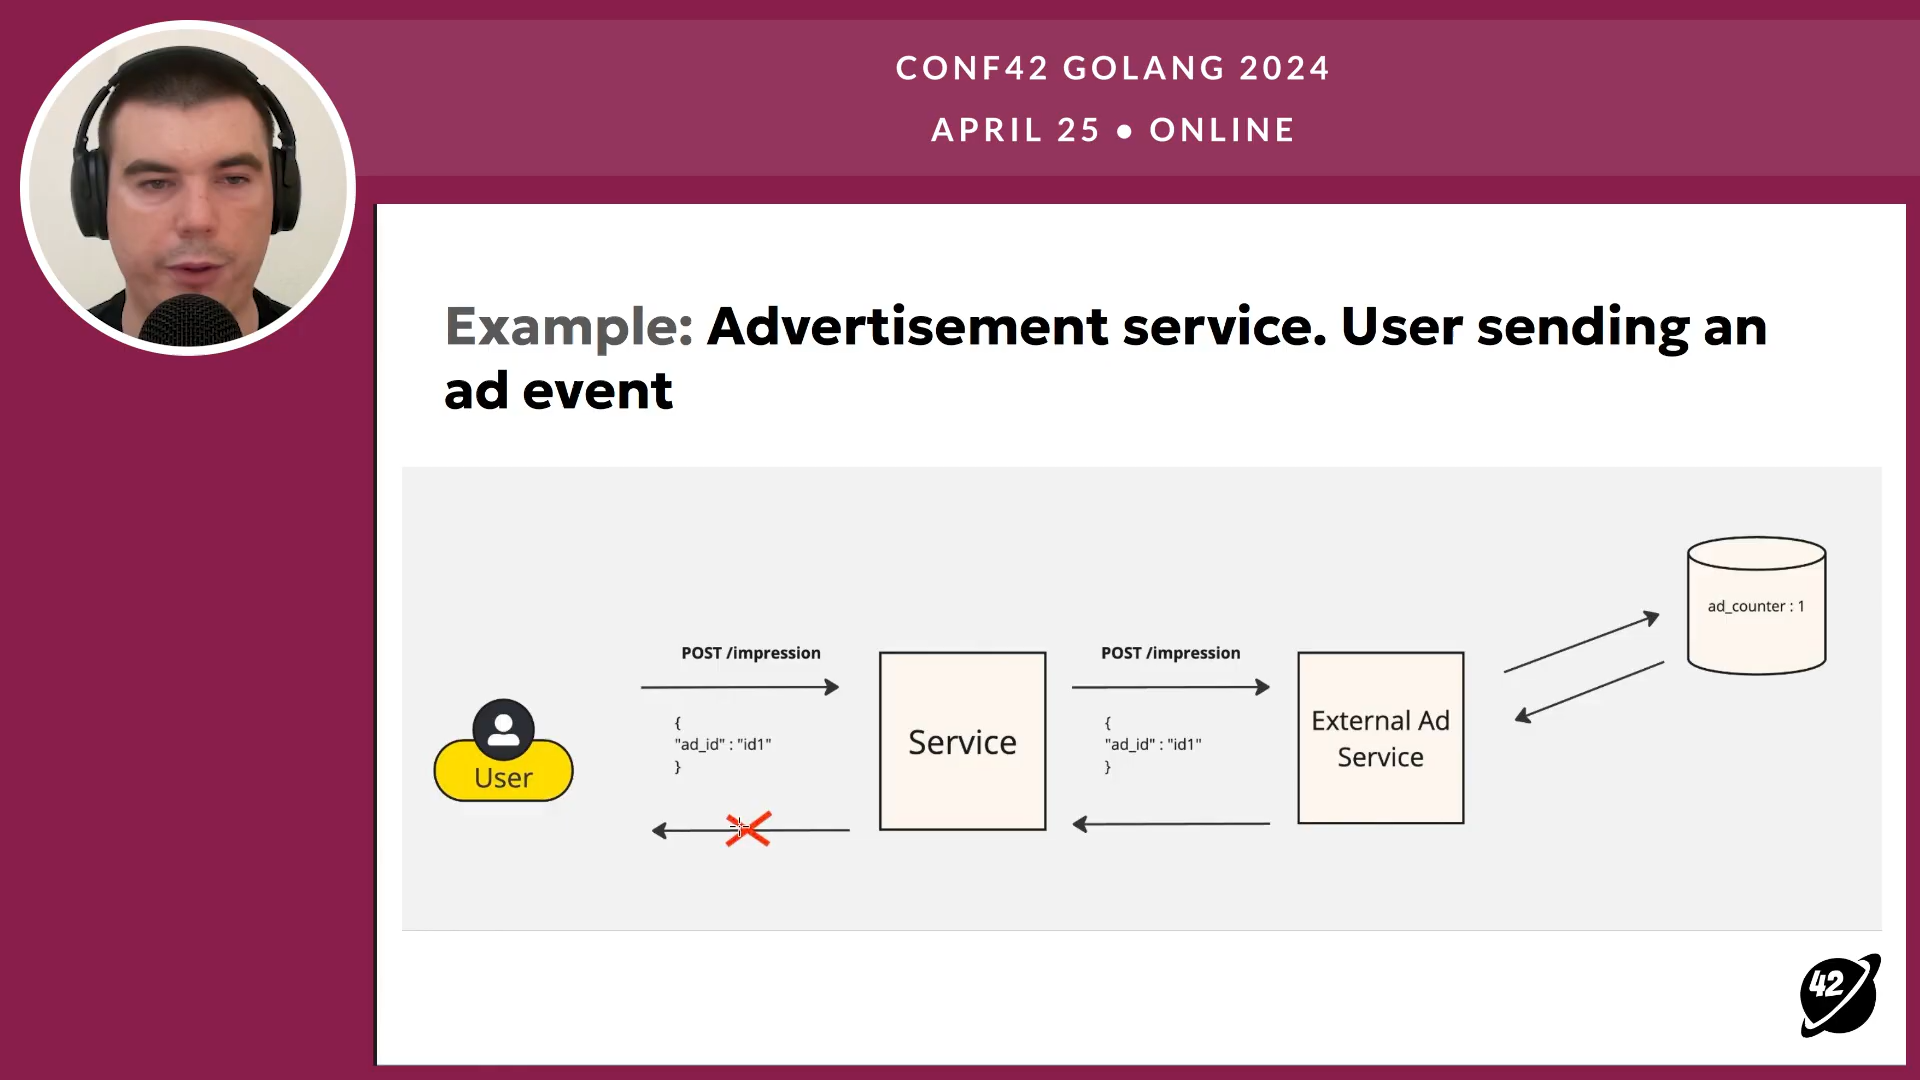 CONF42 GOLANG 2024
APRIL 25 • ONLINE
Example: Advertisement service. User sending an
ad event
ad_counter : 1
POST /impression
POST /impression
{
"ad_id" : "id1"
}
{
"ad_id" : "id1"
}
Service
External Ad
Service
User
42